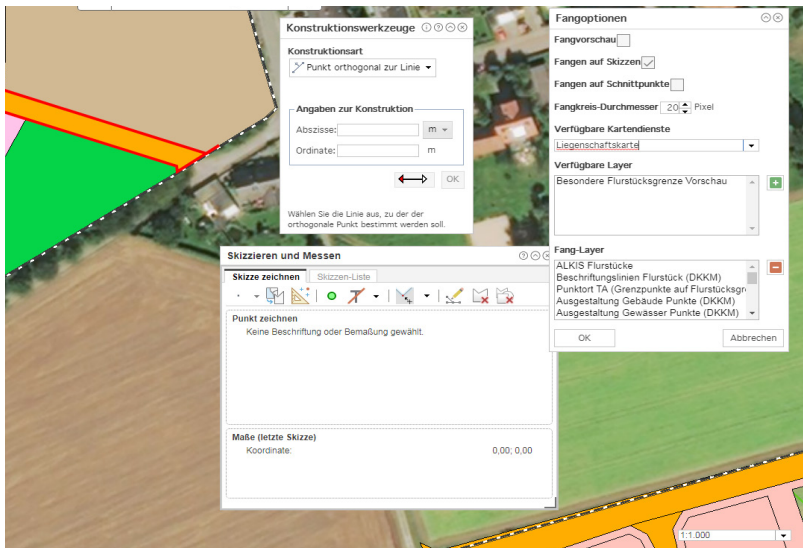 Konstruktionswerkzeuge
Konstruktionsart
Punkt orthogonal zur Linie
Angaben zur Konstruktion
Abszisse:
m
Ordinate:
m
OK
Wählen Sie die Linie aus, zu der der
orthogonale Punkt bestimmt werden soll.
Skizzieren und Messen
Skizze zeichnen
Skizzen-Liste
Punkt zeichnen
Keine Beschriftung oder Bemaßung gewählt.
Maße (letzte Skizze)
Koordinate:
0,00; 0,00
Fangoptionen
Fangvorschau
Fangen auf Skizzen
Fangen auf Schnittpunkte
Fangkreis-Durchmesser 20 Pixel
Verfügbare Kartendienste
Liegenschaftskarte
Verfügbare Layer
Besondere Flurstücksgrenze Vorschau
Fang-Layer
ALKIS Flurstücke
Beschriftungslinien Flurstück (DKKM)
Punktort TA (Grenzpunkte auf Flurstücksgr
Ausgestaltung Gebäude Punkte (DKKM)
Ausgestaltung Gewässer Punkte (DKKM)
OK
Abbrechen
1:1.000